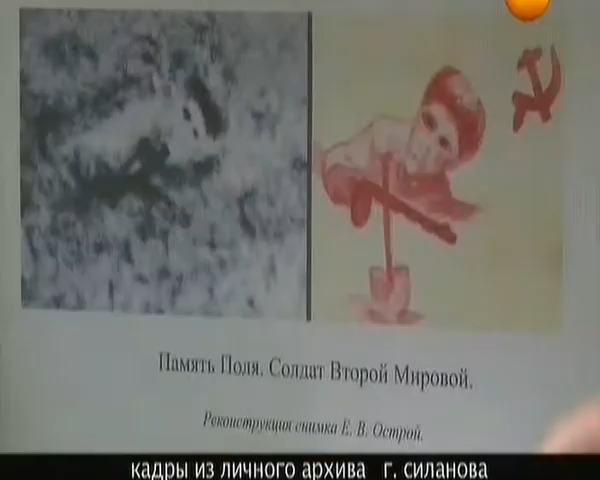 Память Поля. Солдат Второй Мировой.
Реконструкция снимка Е. В. Острой.
кадры из личного архива г. силанова